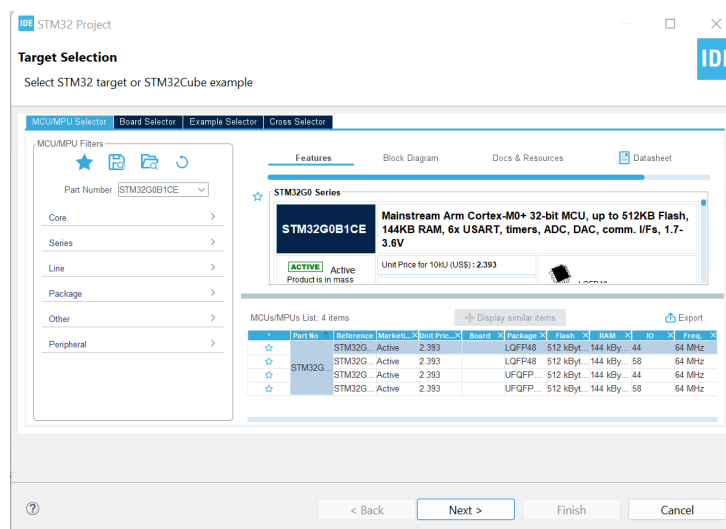 IDE STM32 Project
Target Selection
Select STM32 target or STM32Cube example
IDE
MCU/MPU Selector Board Selector Example Selector Cross Selector
MCU/MPU Filters
Part Number STM32G0B1CE
Core
Series
Line
Package
Other
Peripheral
Features Block Diagram Docs & Resources Datasheet
STM32G0 Series
STM32G0B1CE
Mainstream Arm Cortex-M0+ 32-bit MCU, up to 512KB Flash,
144KB RAM, 6x USART, timers, ADC, DAC, comm. I/Fs, 1.7-
3.6V
ACTIVE Active
Product is in mass
Unit Price for 10kU (US$) : 2.393
MCUs/MPUs List: 4 items
+ Display similar items
Export
* Part No Reference Marketi... X Unit Pric... X Board X Package X Flash X RAM X IO X Freq. X
STM32G...
STM32G... Active 2.393 LQFP48 512 kByt... 144 kBy... 44 64 MHz
STM32G... Active 2.393 LQFP48 512 kByt... 144 kBy... 58 64 MHz
STM32G... Active 2.393 UFQFP... 512 kByt... 144 kBy... 44 64 MHz
STM32G... Active 2.393 UFQFP... 512 kByt... 144 kBy... 58 64 MHz
? < Back Next > Finish Cancel